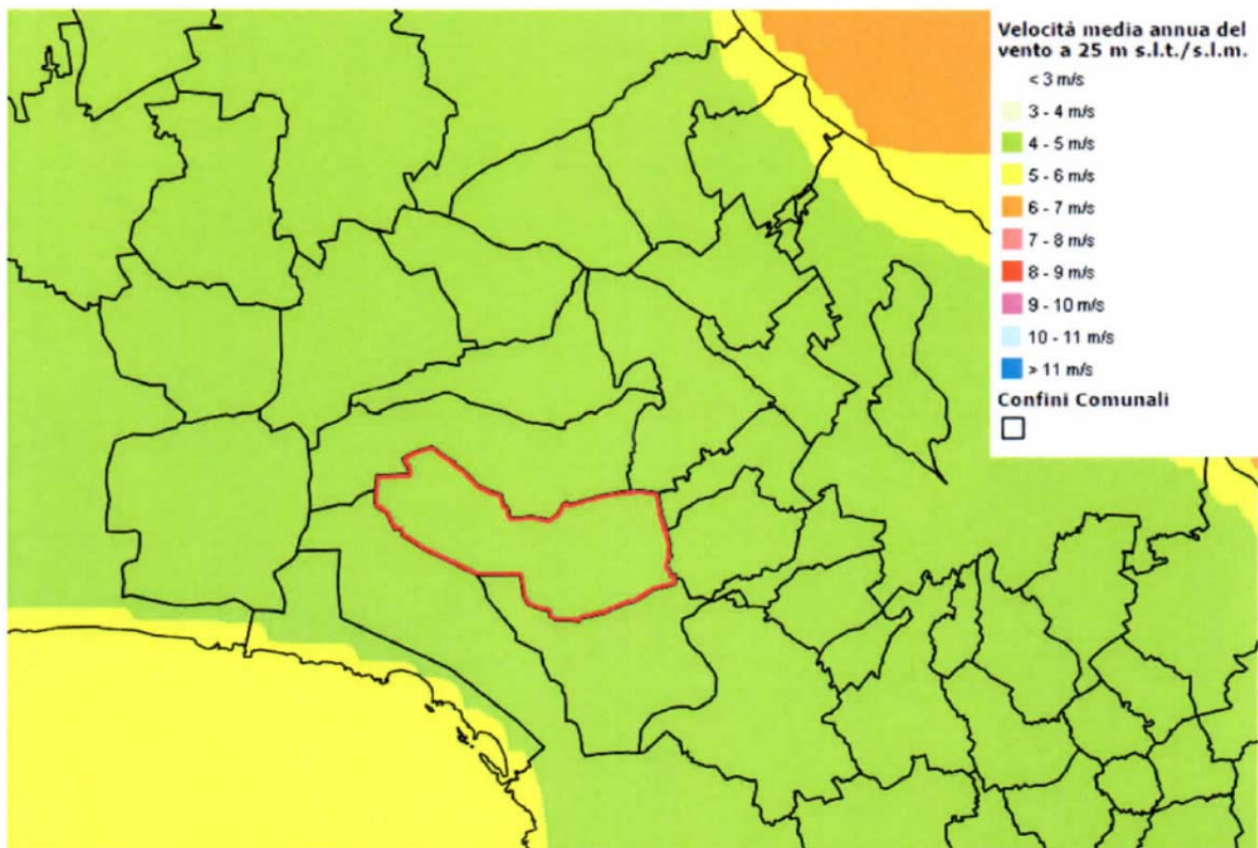 Velocità media annua del
vento a 25 m s.l.t./s.l.m.
< 3 m/s
3 - 4 m/s
4 - 5 m/s
5 - 6 m/s
6 - 7 m/s
7 - 8 m/s
8 - 9 m/s
9 - 10 m/s
10 - 11 m/s
> 11 m/s
Confini Comunali